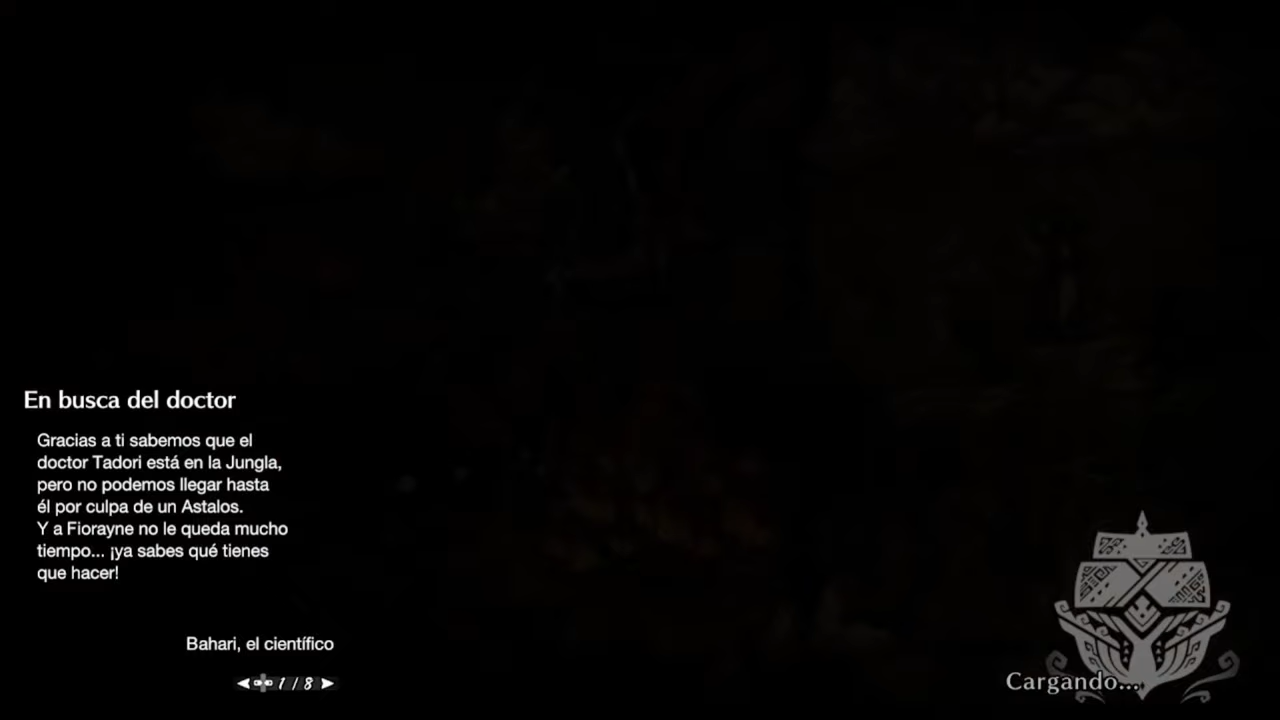 En busca del doctor
Gracias a ti sabemos que el
doctor Tadori está en la Jungla,
pero no podemos llegar hasta
él por culpa de un Astalos.
Y a Fiorayne no le queda mucho
tiempo... ¡ya sabes qué tienes
que hacer!
Bahari, el científico
1 / 8
Cargando...